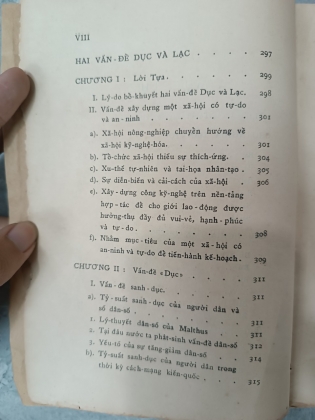 VIII
HAI VẤN-ĐỀ DỤC VÀ LẠC . . . . 297
CHƯƠNG I : Lời Tựa. . . . . 299
I. Lý-do bồ-khuyết hai vấn-đề Dục và Lạc. 298
II. Vấn-đề xây dựng một xã-hội có tự-do
và an-ninh . . . . . . 301
a). Xã-hội nông-nghiệp chuyển hướng về
xã-hội kỹ-nghệ-hóa. . . . . 301
b). Tồ-chức xã-hội thiếu sự thích-ứng. . 304
c). Xu-thế tự-nhiên và tai-họa nhân-tạo. . 305
d). Sự diễn-biến và cải-cách của xã-hội . 306
e). Xây-dựng công kỹ-nghệ trên nền-tảng
hợp-tác để cho giới lao-động được
hưởng-thụ đầy đủ vui-vẻ, hạnh-phúc
và tự-do. . . . . . . 308
f). Nhằm mục-tiêu của một xã-hội có
an-ninh và tự-do để tiến-hành kế-hoạch. 309
CHƯƠNG II : Vấn-đề «Dục» . . . . 311
I. Vấn-đề sanh-dục. . . . . 311
a). Tỷ-suất sanh-dục của người dân và
số dân-số. . . . . . . 311
1. Lý-thuyết dân-số của Malthus . . 311
2. Tại đâu nước ta phát-sinh vấn-đề dân-số 312
3. Yếu-tố của sự tăng-giảm dân-số. . . 314
b). Tỷ-suất sanh-dục của người dân trong
thời kỳ cách-mạng kiến-quốc . . . 315